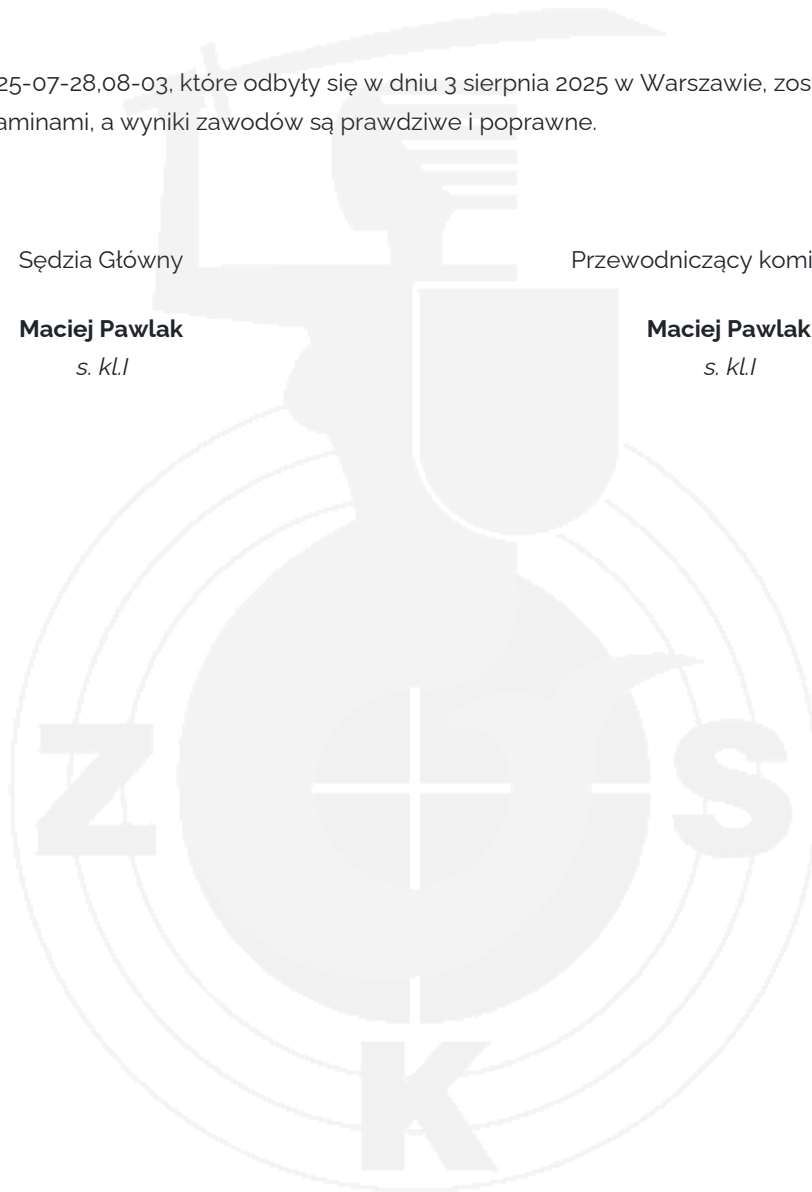 25-07-28,08-03, które odbyły się w dniu 3 sierpnia 2025 w Warszawie, zos
aminami, a wyniki zawodów są prawdziwe i poprawne.
Sędzia Główny
Przewodniczący komi
Maciej Pawlak
Maciej Pawlak
s. kl.I
s. kl.I
Z
S
K